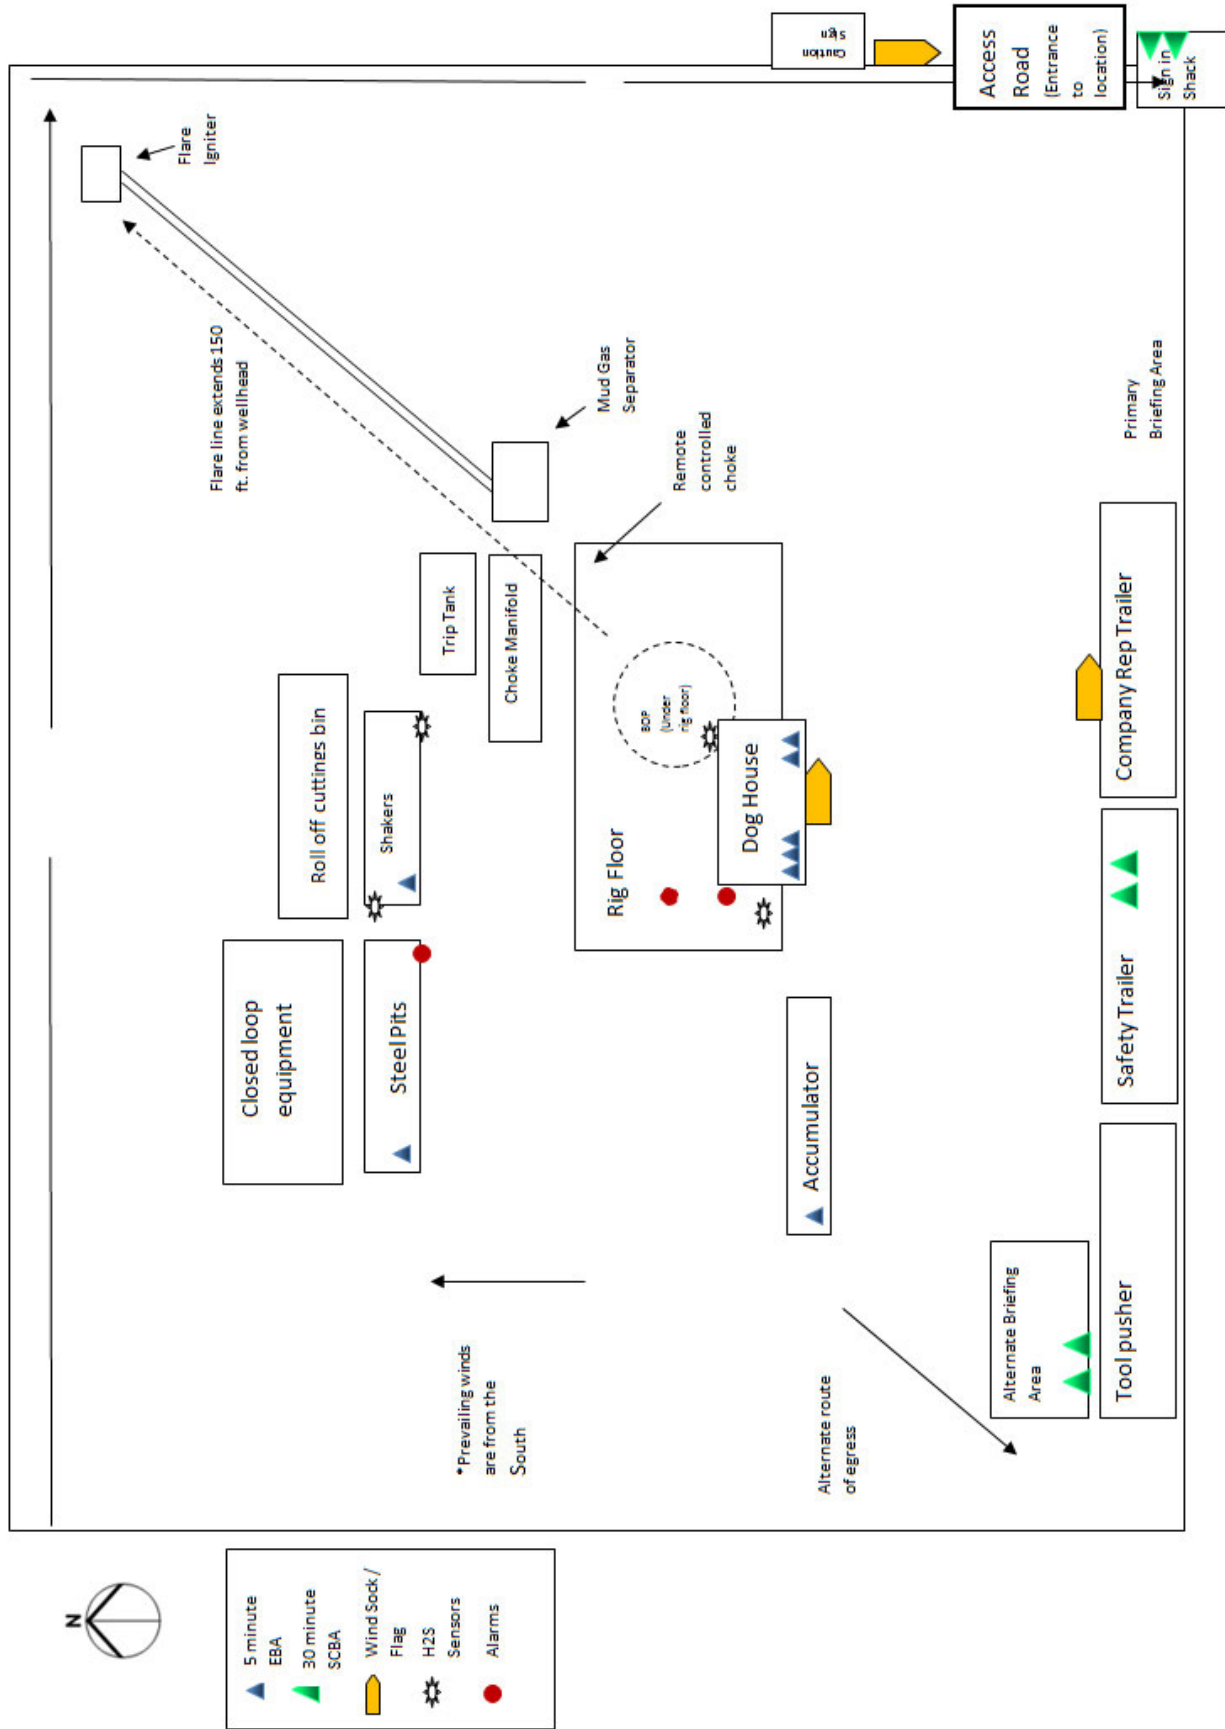 N
5 minute
EBA
30 minute
SCBA
Wind Sock /
Flag
H2S
Sensors
Alarms
*Prevailing winds
are from the
South
Alternate route
of egress
Closed loop
equipment
Steel Pits
Roll off cuttings bin
Shakers
Trip Tank
Choke Manifold
Flare line extends 150
ft. from wellhead
Flare
Igniter
Mud Gas
Separator
Remote
controlled
choke
Rig Floor
BOP
(Under
rig floor)
Dog House
Accumulator
Alternate Briefing
Area
Tool pusher
Safety Trailer
Company Rep Trailer
Primary
Briefing Area
Caution
sign
Access
Road
(Entrance
to
location)
Sign in
Shack